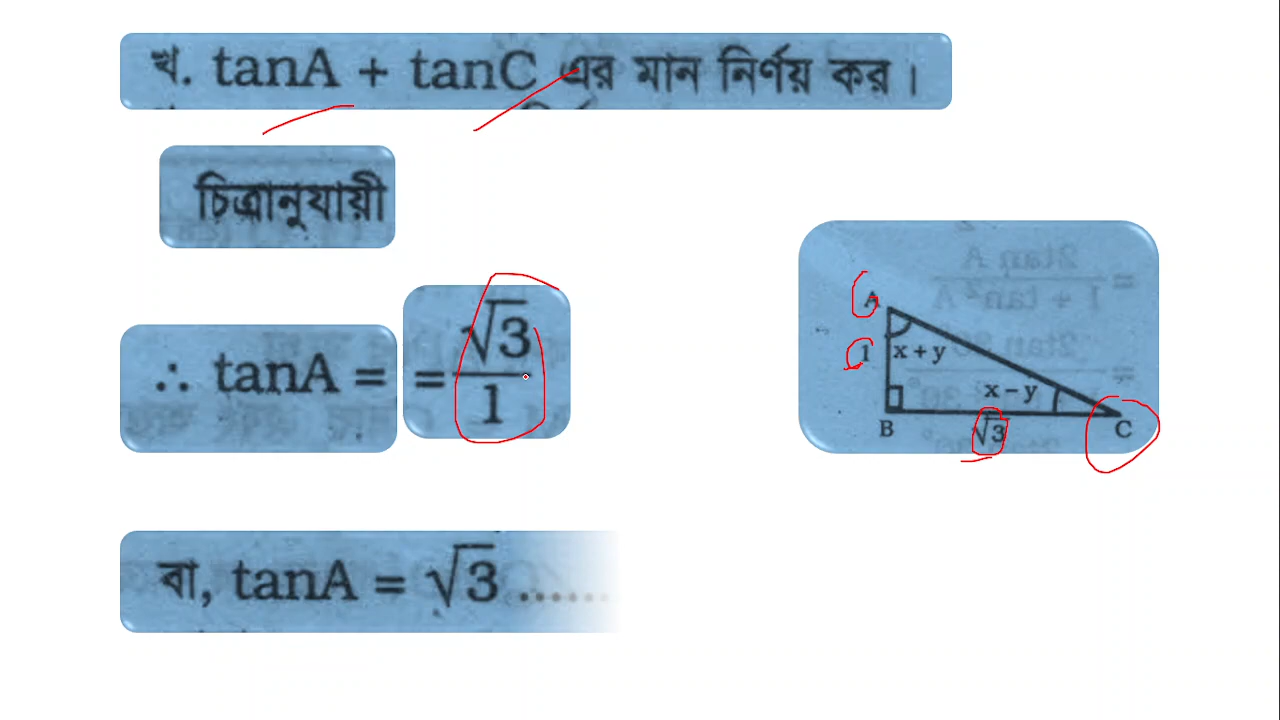 খ. tanA + tanC এর মান নির্ণয় কর।
চিত্রানুযায়ী
∴ tanA = = √3/1
A
1 x + y
x – y
B √3 C
বা, tanA = √3 ......